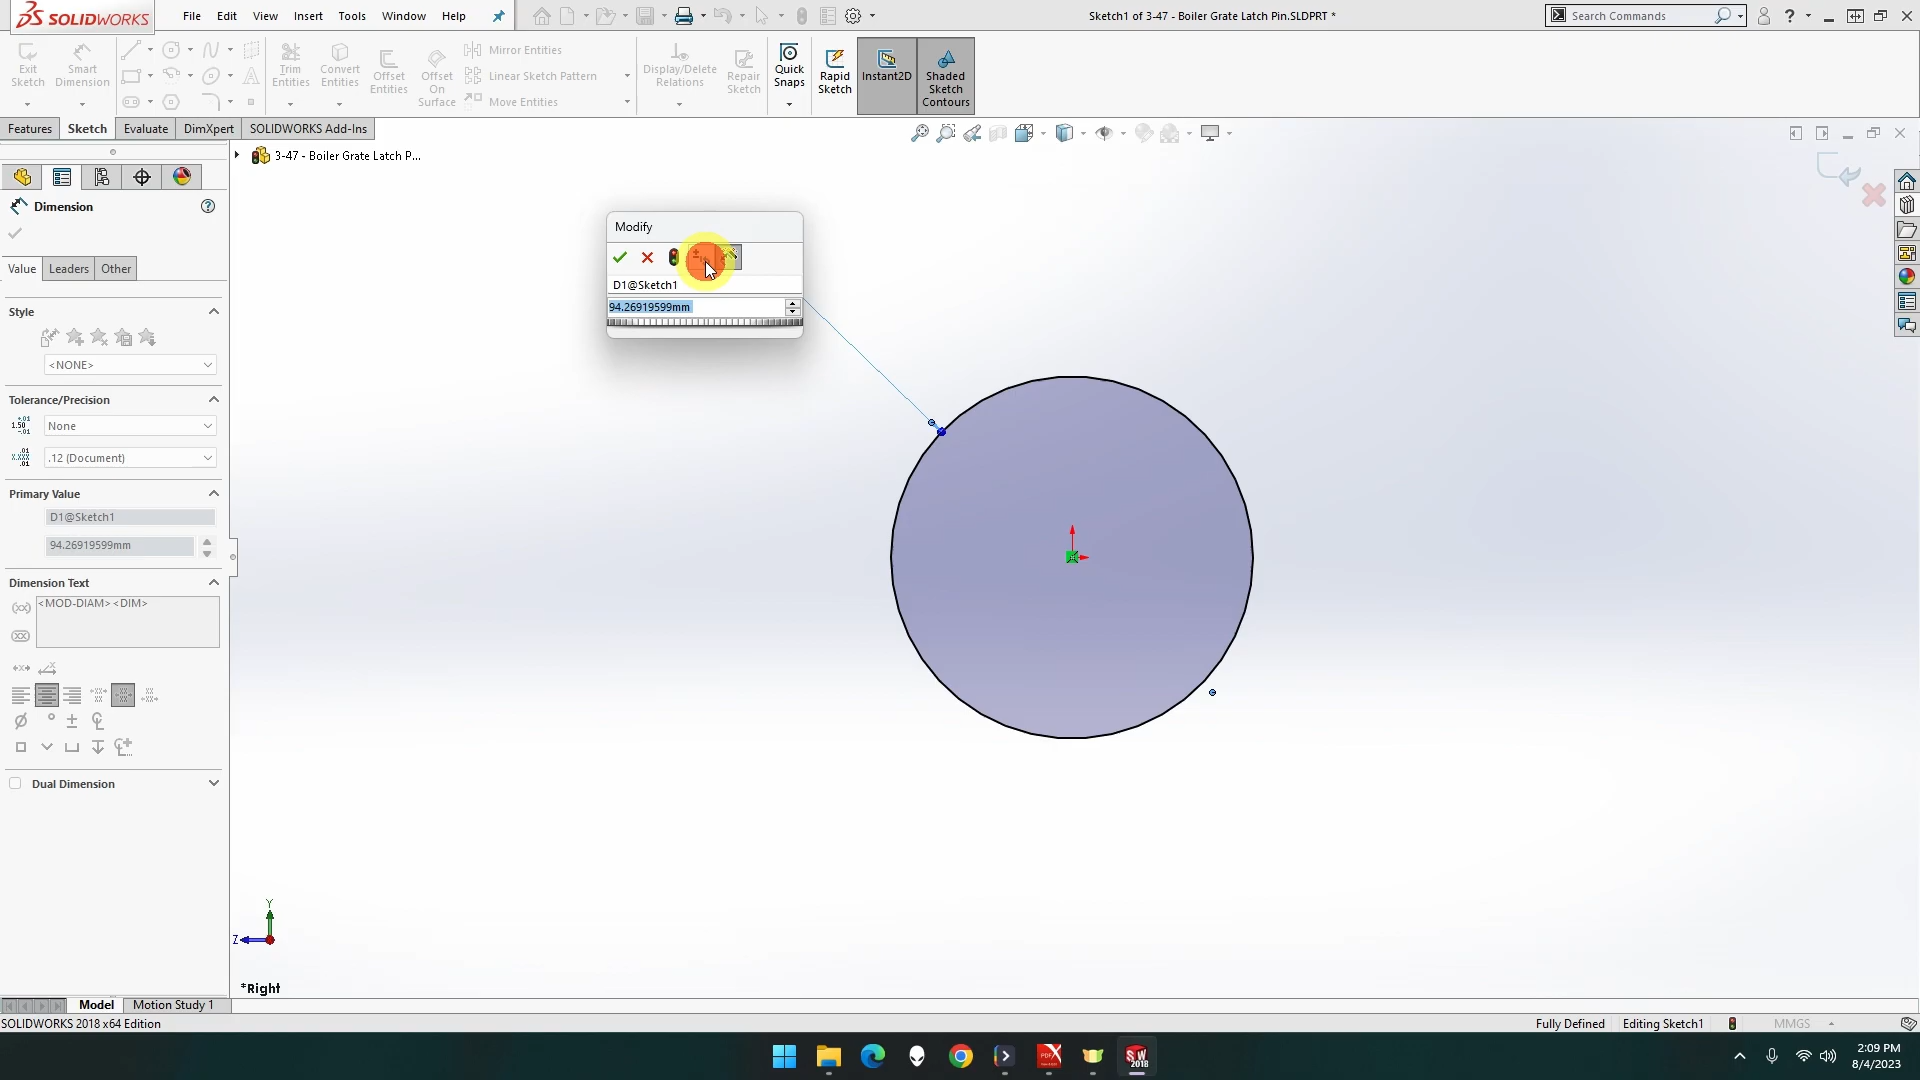 SOLIDWORKS
File Edit View Insert Tools Window Help
Sketch1 of 3-47 - Boiler Grate Latch Pin.SLDPRT *
Search Commands
Exit Sketch
Smart Dimension
Trim Entities
Convert Entities
Offset Entities
Offset On Surface
Mirror Entities
Linear Sketch Pattern
Move Entities
Display/Delete Relations
Repair Sketch
Quick Snaps
Rapid Sketch
Instant2D
Shaded Sketch Contours
Features Sketch Evaluate DimXpert SOLIDWORKS Add-Ins
3-47 - Boiler Grate Latch P...
Dimension
Value Leaders Other
Style
<NONE>
Tolerance/Precision
None
.12 (Document)
Primary Value
D1@Sketch1
94.26919599mm
Dimension Text
<MOD-DIAM><DIM>
Dual Dimension
Modify
D1@Sketch1
94.26919599mm
Y
Z
*Right
Model Motion Study 1
SOLIDWORKS 2018 x64 Edition
Fully Defined Editing Sketch1 MMGS
2:09 PM
8/4/2023